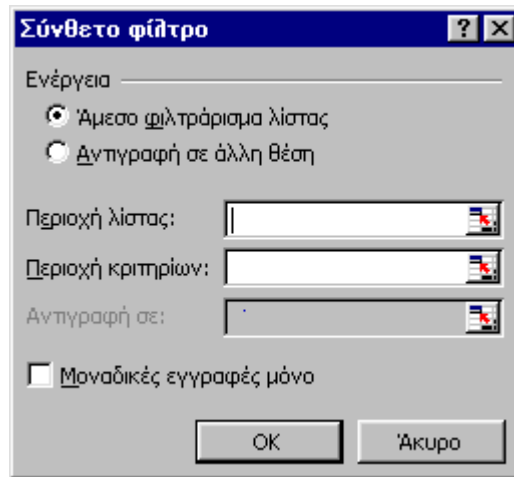 Σύνθετο φίλτρο
Ενέργεια
Άμεσο φιλτράρισμα λίστας
Αντιγραφή σε άλλη θέση
Περιοχή λίστας:
Περιοχή κριτηρίων:
Αντιγραφή σε:
Μοναδικές εγγραφές μόνο
OK
Άκυρο